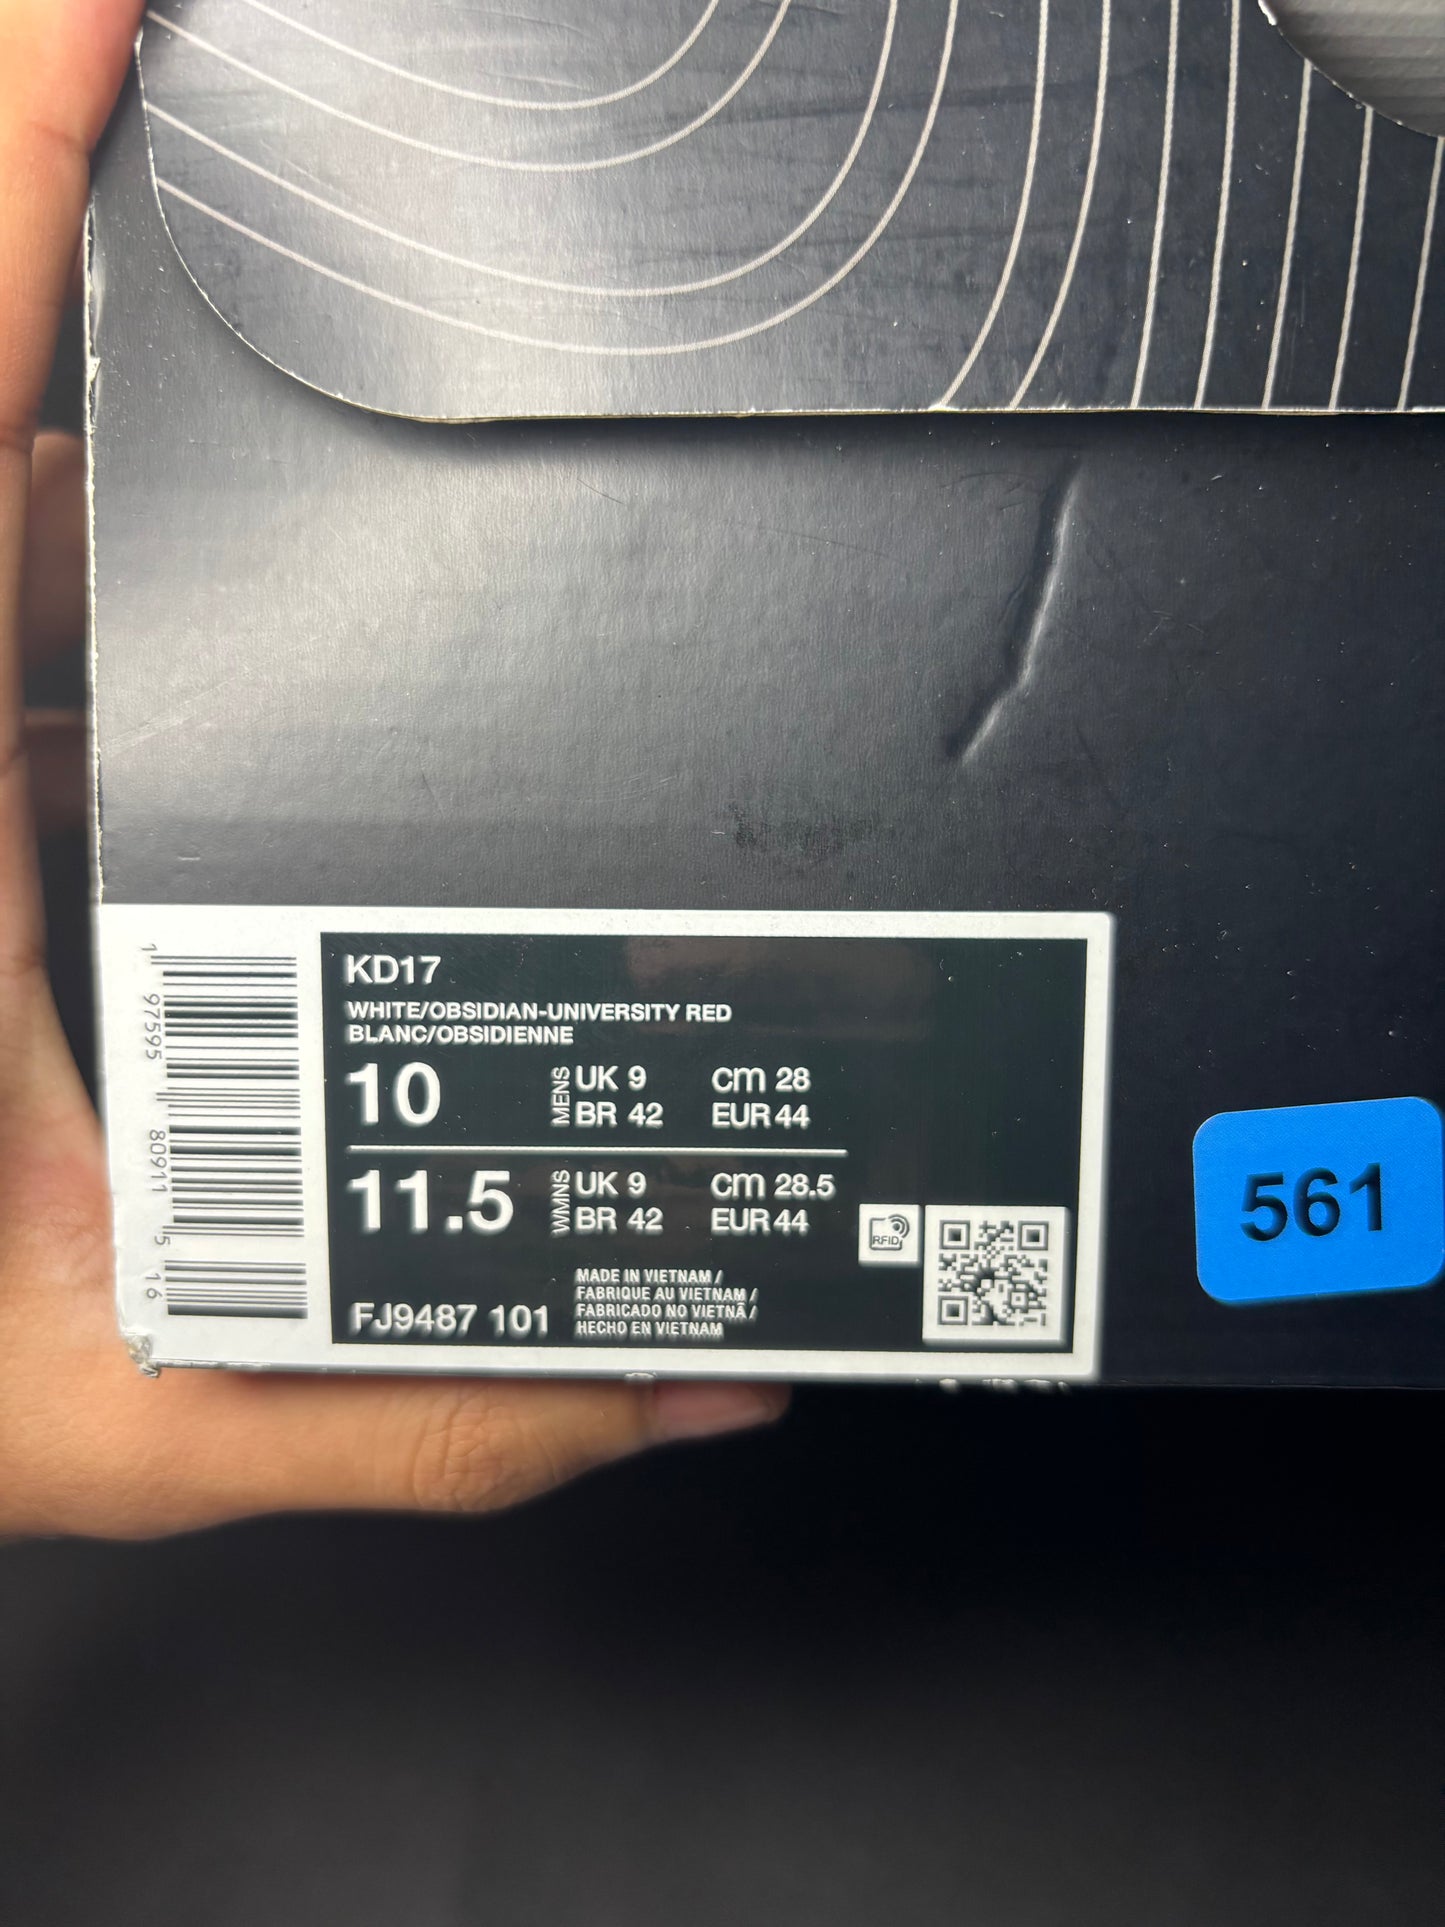 KD17
WHITE/OBSIDIAN-UNIVERSITY RED
BLANC/OBSIDIENNE
10 MENS UK 9 cm 28
BR 42 EUR 44
11.5 WMNS UK 9 cm 28.5
BR 42 EUR 44
FJ9487 101
MADE IN VIETNAM /
FABRIQUE AU VIETNAM /
FABRICADO NO VIETNÃ /
HECHO EN VIETNAM
RFID
1 97595 80911 5 16
561